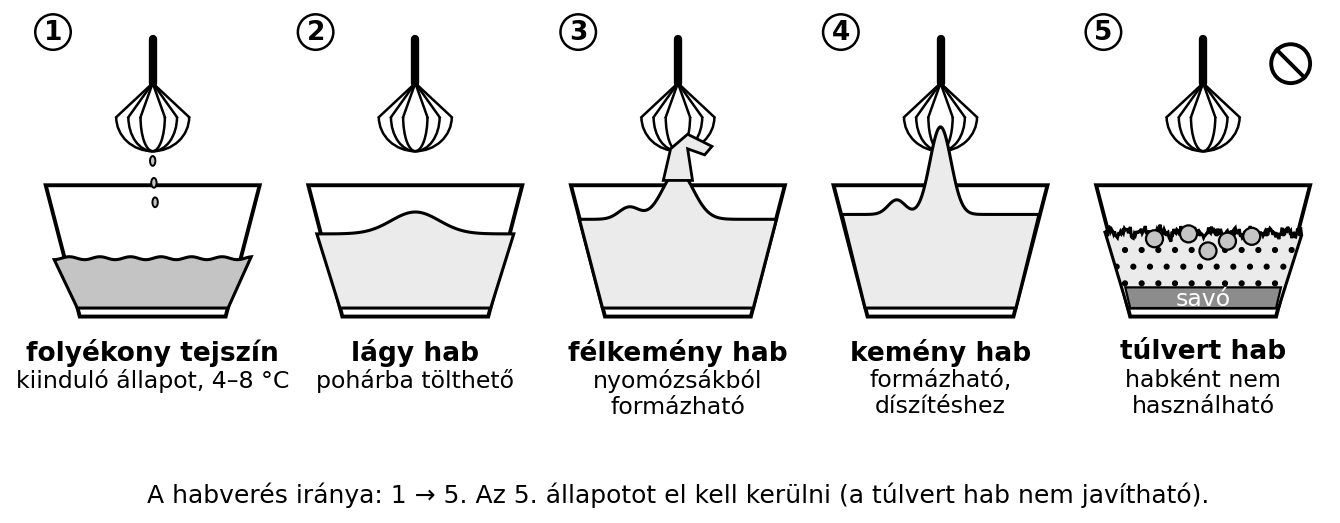 1 2 3 4 5
savó
folyékony tejszín
kiinduló állapot, 4–8 °C
lágy hab
pohárba tölthető
félkemény hab
nyomózsákból
formázható
kemény hab
formázható,
díszítéshez
túlvert hab
habként nem
használható
A habverés iránya: 1 → 5. Az 5. állapotot el kell kerülni (a túlvert hab nem javítható).